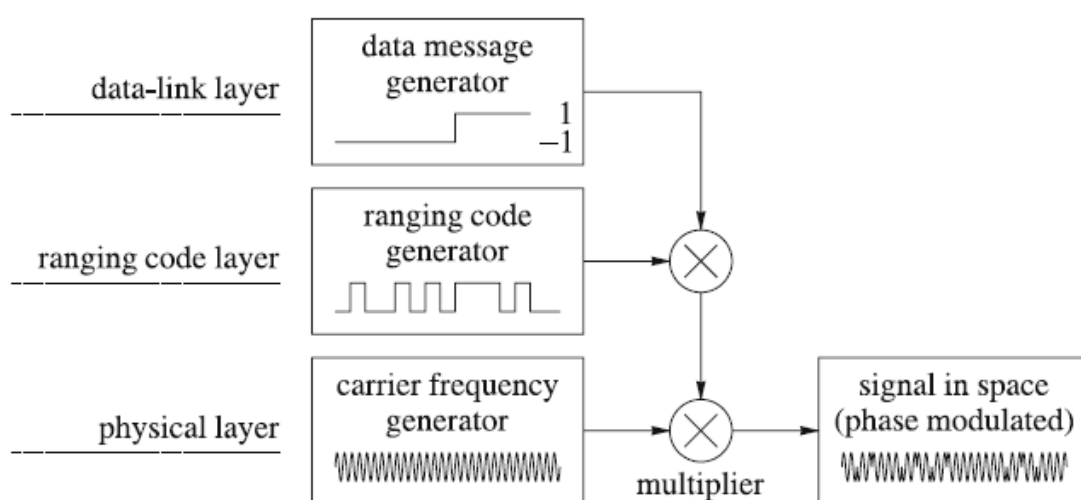 data-link layer
data message
generator
1
−1
ranging code layer
ranging code
generator
physical layer
carrier frequency
generator
multiplier
signal in space
(phase modulated)